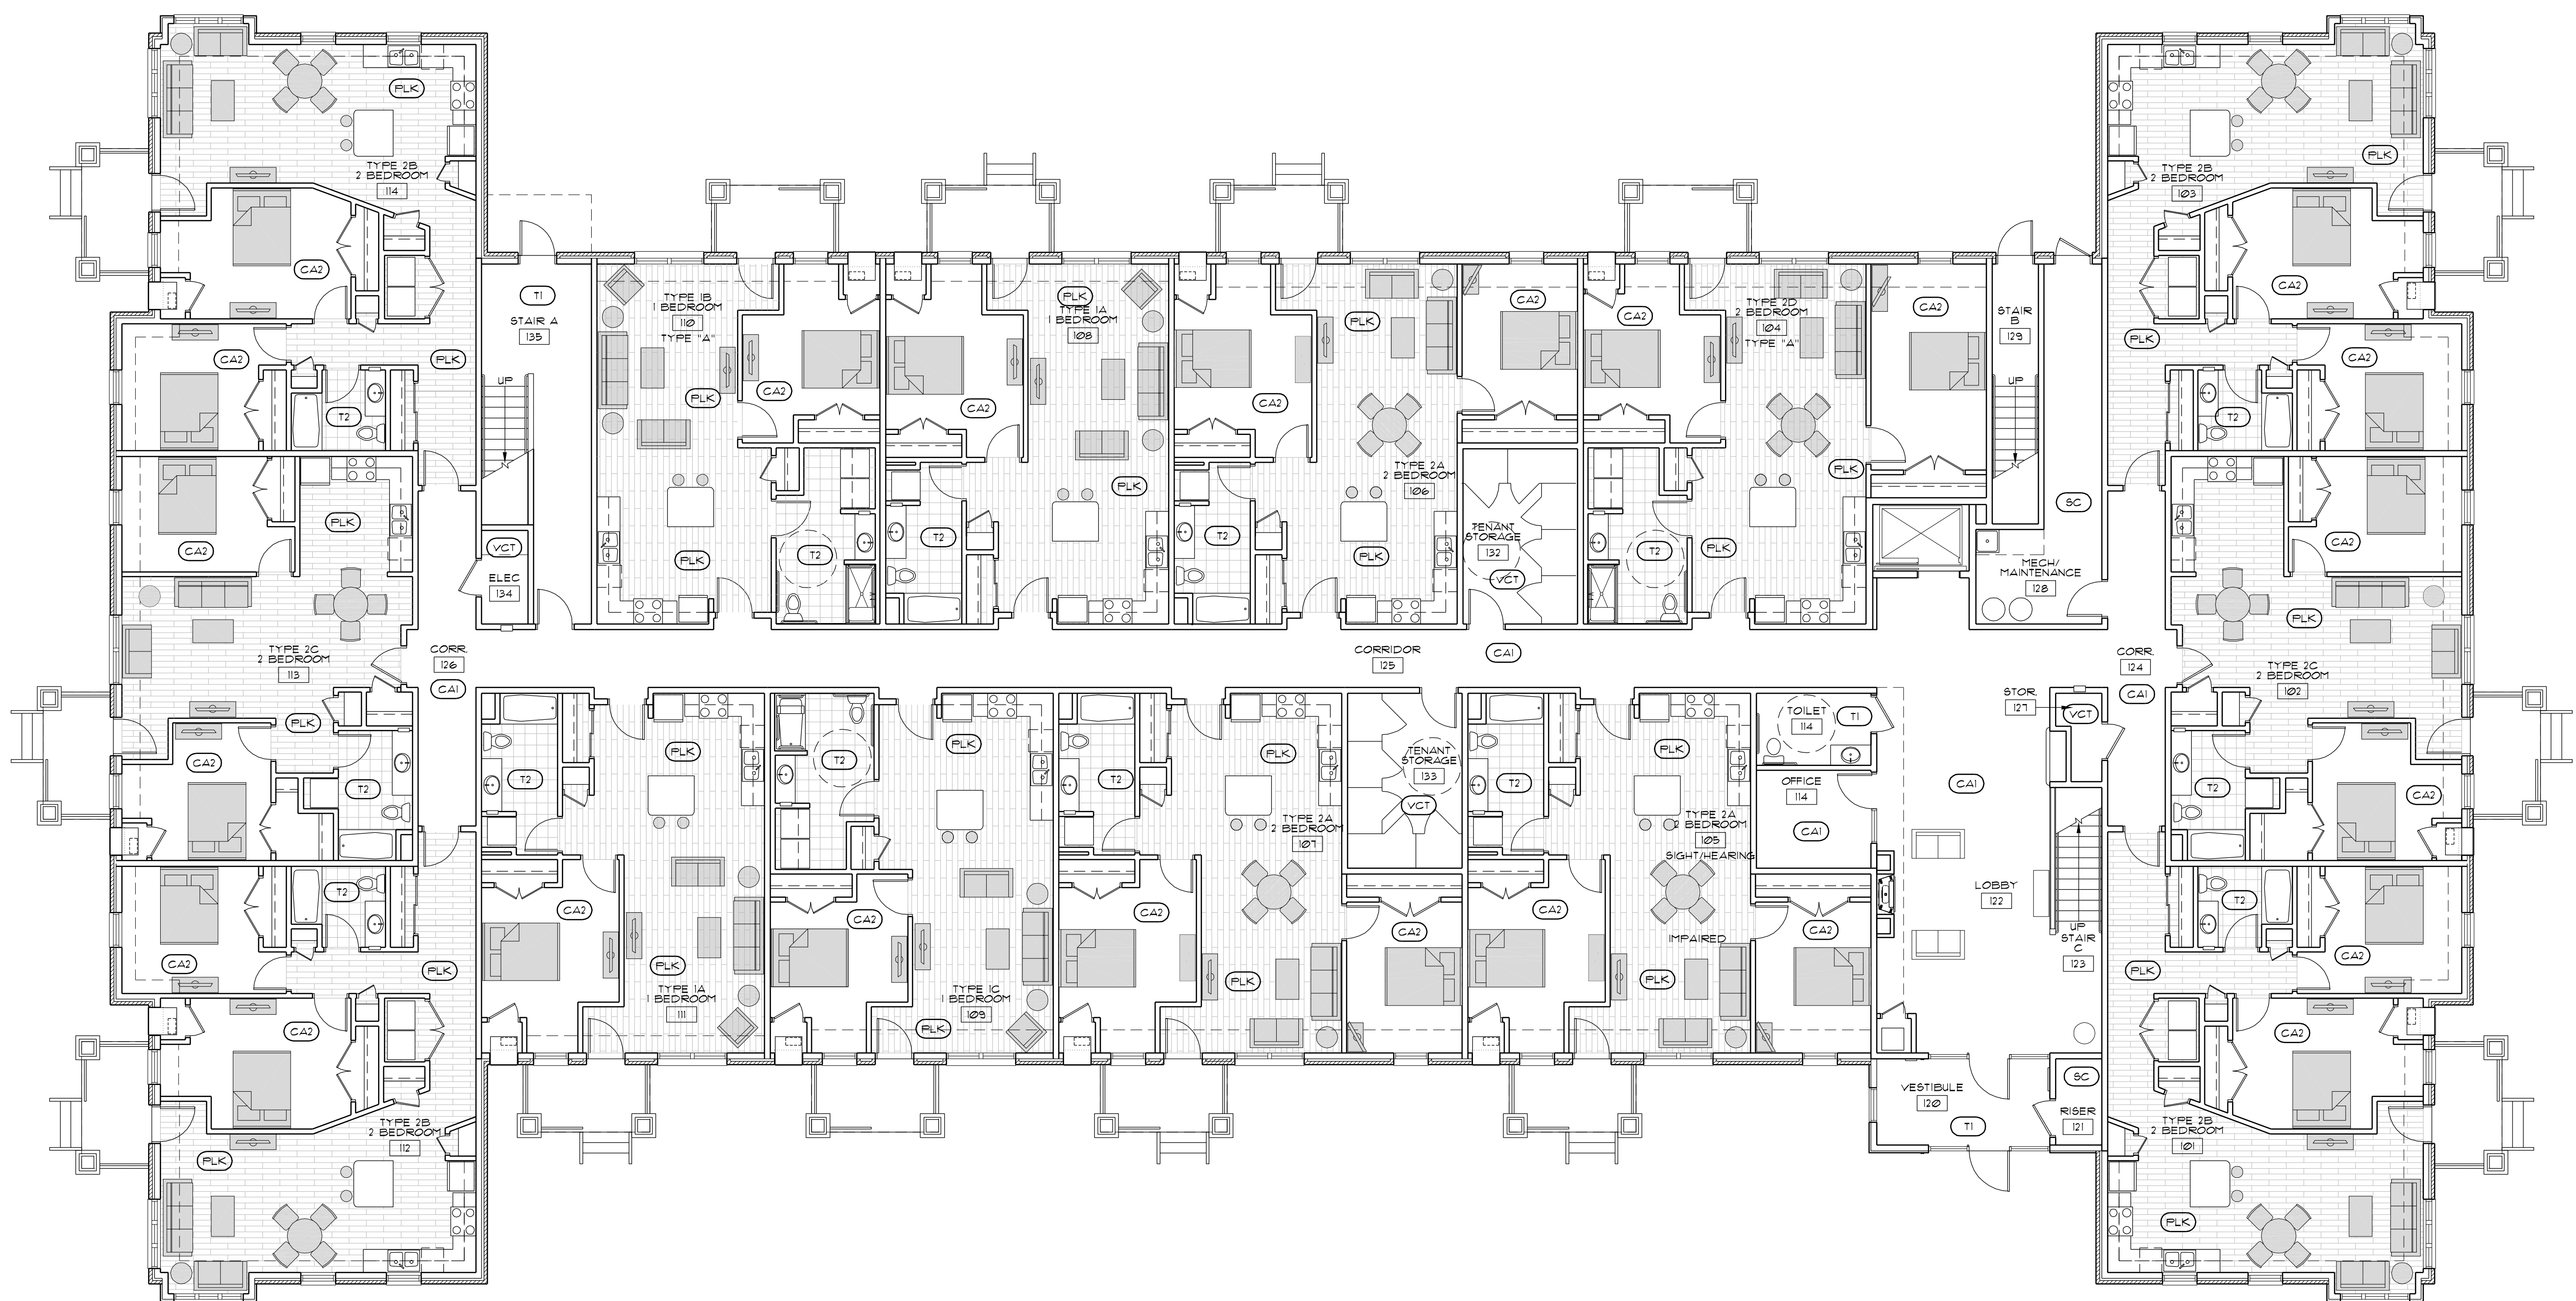 PLK
TYPE 2B
2 BEDROOM
114
CA2
CA2
PLK
T2
T1
STAIR A
135
UP
VCT
ELEC
134
TYPE 1B
1 BEDROOM
110
TYPE "A"
PLK
CA2
PLK
T2
PLK
TYPE 1A
1 BEDROOM
108
CA2
PLK
T2
PLK
CA2
TYPE 2A
2 BEDROOM
106
T2
PLK
CA2
TENANT
STORAGE
132
VCT
CA2
TYPE 2D
2 BEDROOM
104
TYPE "A"
PLK
T2
PLK
CA2
STAIR
B
129
UP
SC
MECH/
MAINTENANCE
128
PLK
TYPE 2B
2 BEDROOM
103
CA2
CA2
PLK
T2
PLK
CA2
TYPE 2C
2 BEDROOM
113
PLK
CA2
T2
CORR.
126
CA1
CORRIDOR
125
CA1
CORR.
124
CA1
STOR.
127
VCT
CA2
PLK
TYPE 2C
2 BEDROOM
102
T2
CA2
T2
CA2
PLK
CA2
TYPE 2B
2 BEDROOM
112
PLK
T2
PLK
CA2
PLK
TYPE 1A
1 BEDROOM
111
T2
PLK
CA2
TYPE 1C
1 BEDROOM
109
PLK
T2
PLK
TYPE 2A
2 BEDROOM
107
CA2
PLK
CA2
TENANT
STORAGE
133
VCT
T2
PLK
TYPE 2A
2 BEDROOM
105
SIGHT/HEARING
IMPAIRED
CA2
PLK
CA2
TOILET
114
T1
OFFICE
114
CA1
CA1
LOBBY
122
UP
STAIR
C
123
VESTIBULE
120
T1
SC
RISER
121
T2
CA2
PLK
CA2
TYPE 2B
2 BEDROOM
101
PLK